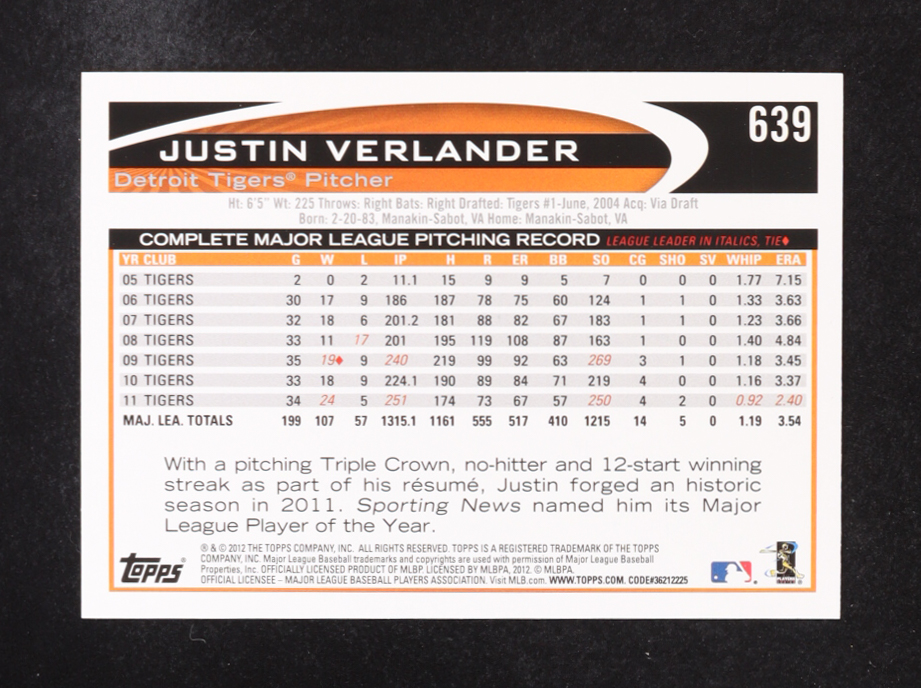 639
JUSTIN VERLANDER
Detroit Tigers® Pitcher
Ht: 6'5" Wt: 225 Throws: Right Bats: Right Drafted: Tigers #1-June, 2004 Acq: Via Draft
Born: 2-20-83, Manakin-Sabot, VA Home: Manakin-Sabot, VA
COMPLETE MAJOR LEAGUE PITCHING RECORD LEAGUE LEADER IN ITALICS, TIE♦
YR CLUB G W L IP H R ER BB SO CG SHO SV WHIP ERA
05 TIGERS 2 0 2 11.1 15 9 9 5 7 0 0 0 1.77 7.15
06 TIGERS 30 17 9 186 187 78 75 60 124 1 1 0 1.33 3.63
07 TIGERS 32 18 6 201.2 181 88 82 67 183 1 1 0 1.23 3.66
08 TIGERS 33 11 17 201 195 119 108 87 163 1 0 0 1.40 4.84
09 TIGERS 35 19♦ 9 240 219 99 92 63 269 3 1 0 1.18 3.45
10 TIGERS 33 18 9 224.1 190 89 84 71 219 4 0 0 1.16 3.37
11 TIGERS 34 24 5 251 174 73 67 57 250 4 2 0 0.92 2.40
MAJ. LEA. TOTALS 199 107 57 1315.1 1161 555 517 410 1215 14 5 0 1.19 3.54
With a pitching Triple Crown, no-hitter and 12-start winning
streak as part of his résumé, Justin forged an historic
season in 2011. Sporting News named him its Major
League Player of the Year.
® & © 2012 THE TOPPS COMPANY, INC. ALL RIGHTS RESERVED. TOPPS IS A REGISTERED TRADEMARK OF THE TOPPS
COMPANY, INC. Major League Baseball trademarks and copyrights are used with permission of Major League Baseball
Properties, Inc. OFFICIALLY LICENSED PRODUCT OF MLBP. LICENSED BY MLBPA, 2012. © MLBPA.
OFFICIAL LICENSEE – MAJOR LEAGUE BASEBALL PLAYERS ASSOCIATION. Visit MLB.com. WWW.TOPPS.COM. CODE#36212225
Topps